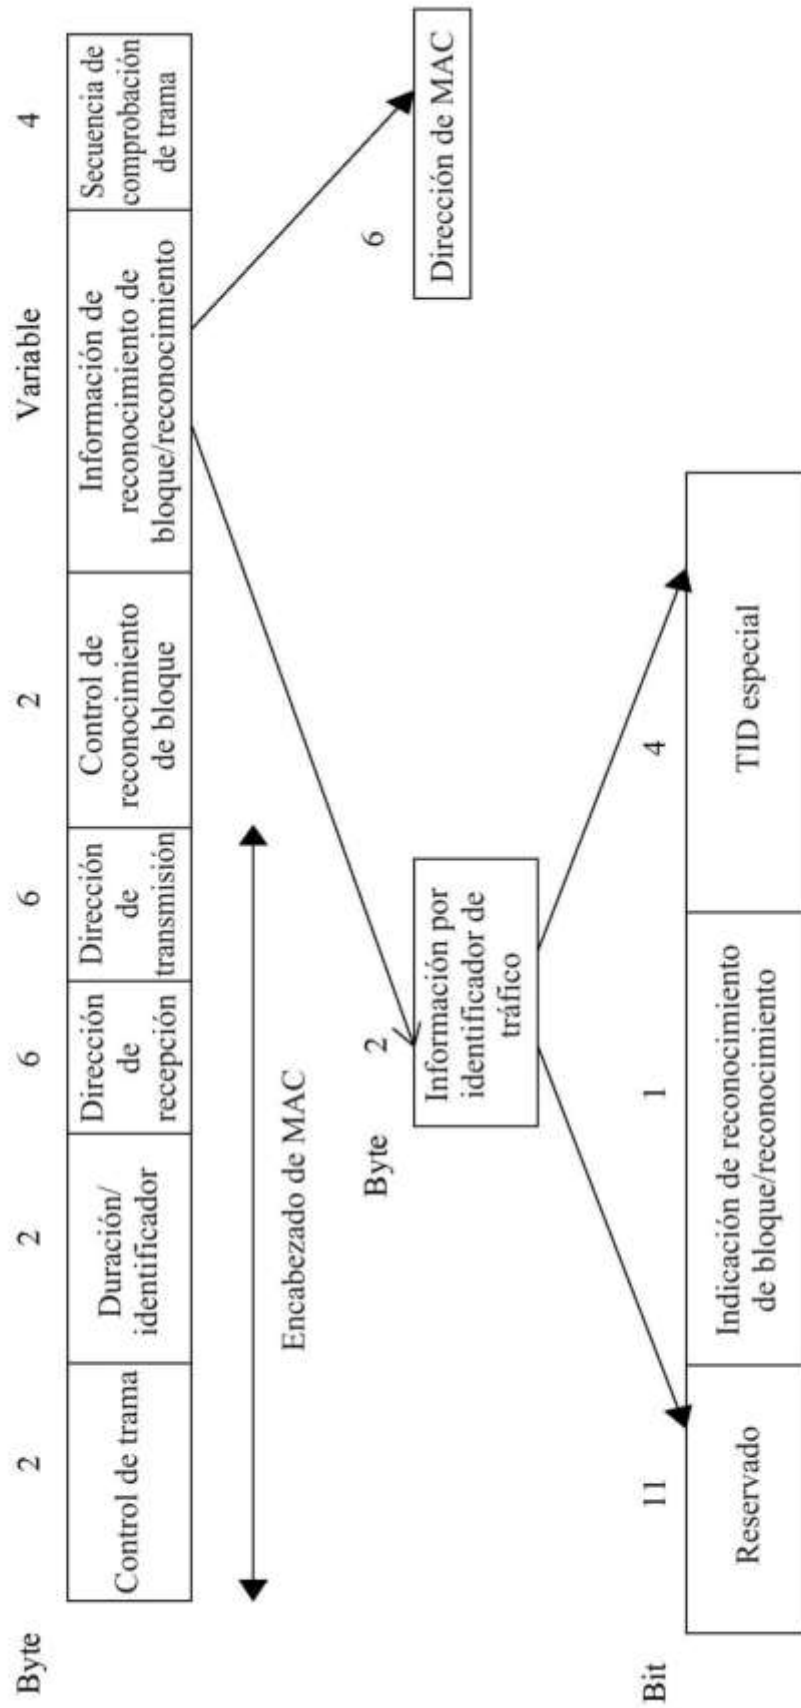 Byte
2
2
6
6
2
Variable
4
Control de trama
Duración/
identificador
Dirección
de
recepción
Dirección
de
transmisión
Control de
reconocimiento
de bloque
Información de
reconocimiento de
bloque/reconocimiento
Secuencia de
comprobación
de trama
Encabezado de MAC
Byte
2
6
Información por
identificador de
tráfico
Dirección de MAC
Bit
11
1
4
Reservado
Indicación de reconocimiento
de bloque/reconocimiento
TID especial